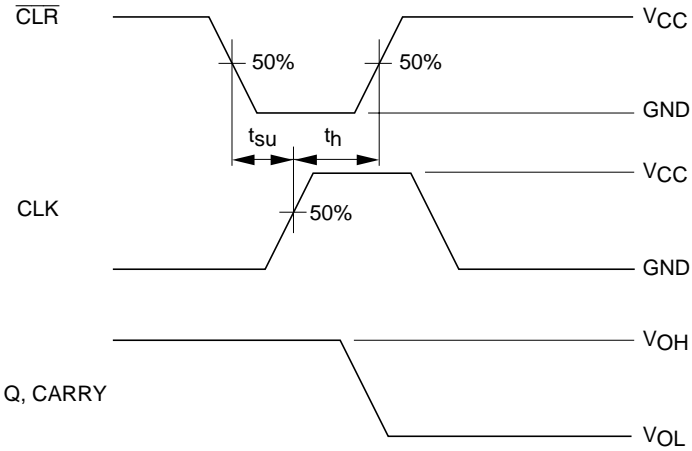 CLR
VCC
50%
50%
GND
tsu
th
VCC
CLK
50%
GND
VOH
Q, CARRY
VOL